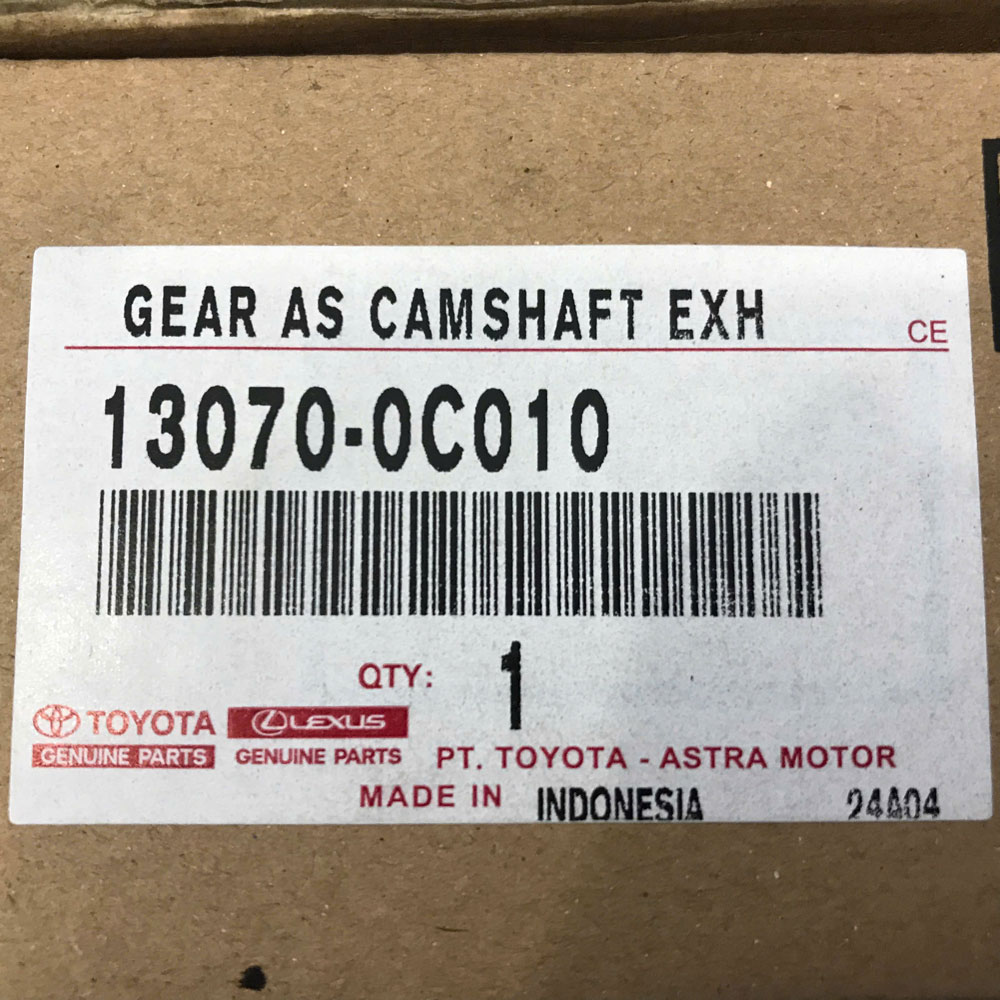 GEAR AS CAMSHAFT EXH
CE
13070-0C010
QTY: 1
TOYOTA LEXUS
GENUINE PARTS GENUINE PARTS PT. TOYOTA - ASTRA MOTOR
MADE IN INDONESIA 24A04